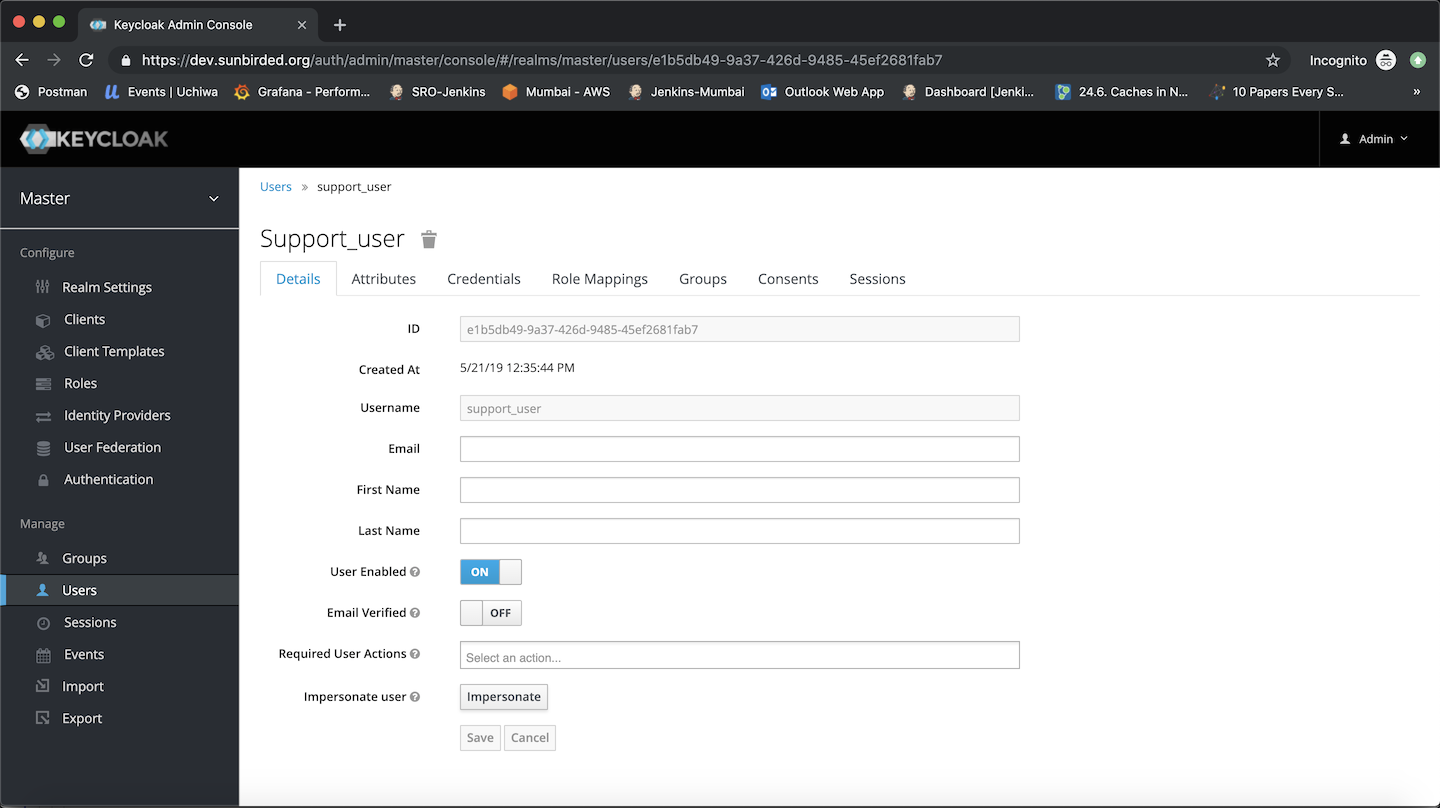 Keycloak Admin Console
https://dev.sunbirded.org/auth/admin/master/console/#/realms/master/users/e1b5db49-9a37-426d-9485-45ef2681fab7
Incognito
Postman Events | Uchiwa Grafana - Perform... SRO-Jenkins Mumbai - AWS Jenkins-Mumbai Outlook Web App Dashboard [Jenki... 24.6. Caches in N... 10 Papers Every S... »
KEYCLOAK
Admin
Master
Configure
Realm Settings
Clients
Client Templates
Roles
Identity Providers
User Federation
Authentication
Manage
Groups
Users
Sessions
Events
Import
Export
Users » support_user
Support_user
Details Attributes Credentials Role Mappings Groups Consents Sessions
ID e1b5db49-9a37-426d-9485-45ef2681fab7
Created At 5/21/19 12:35:44 PM
Username support_user
Email
First Name
Last Name
User Enabled ON
Email Verified OFF
Required User Actions Select an action...
Impersonate user Impersonate
Save Cancel